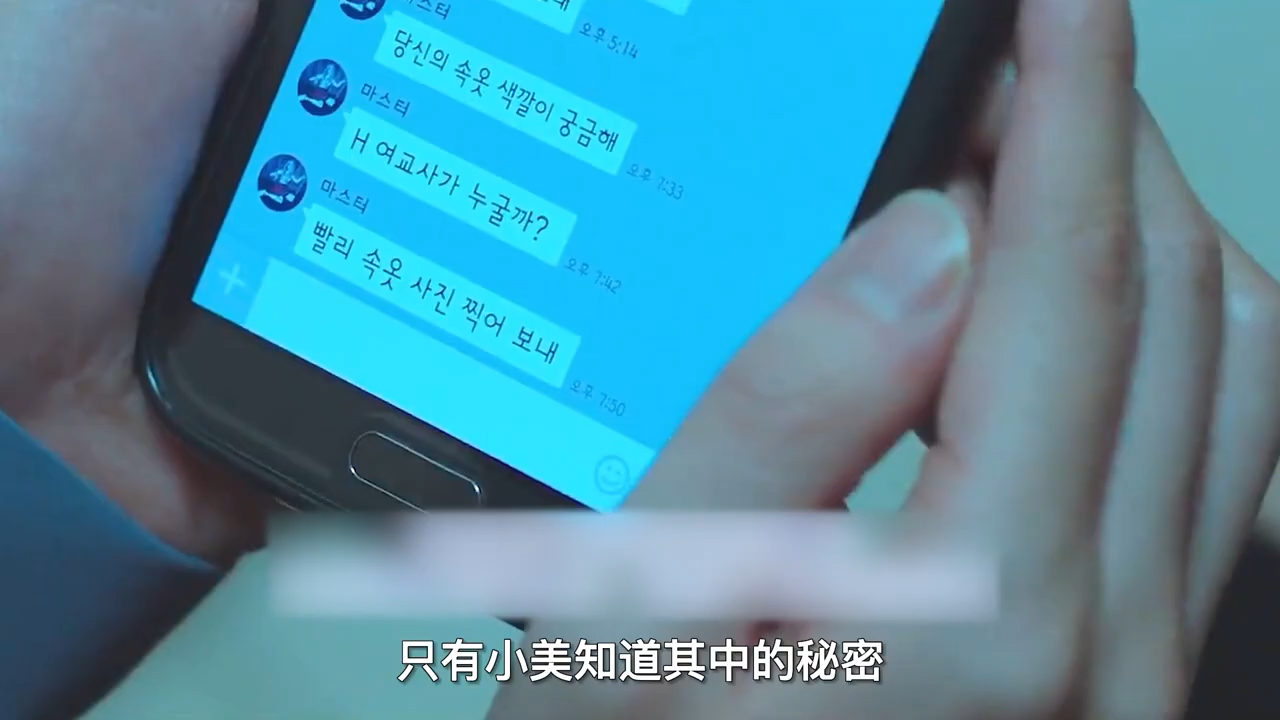 스터
오후 5:14
당신의 속옷 색깔이 궁금해
오후 7:33
마스터
H 여교사가 누굴까?
오후 7:42
마스터
빨리 속옷 사진 찍어 보내
오후 7:50
只有小美知道其中的秘密